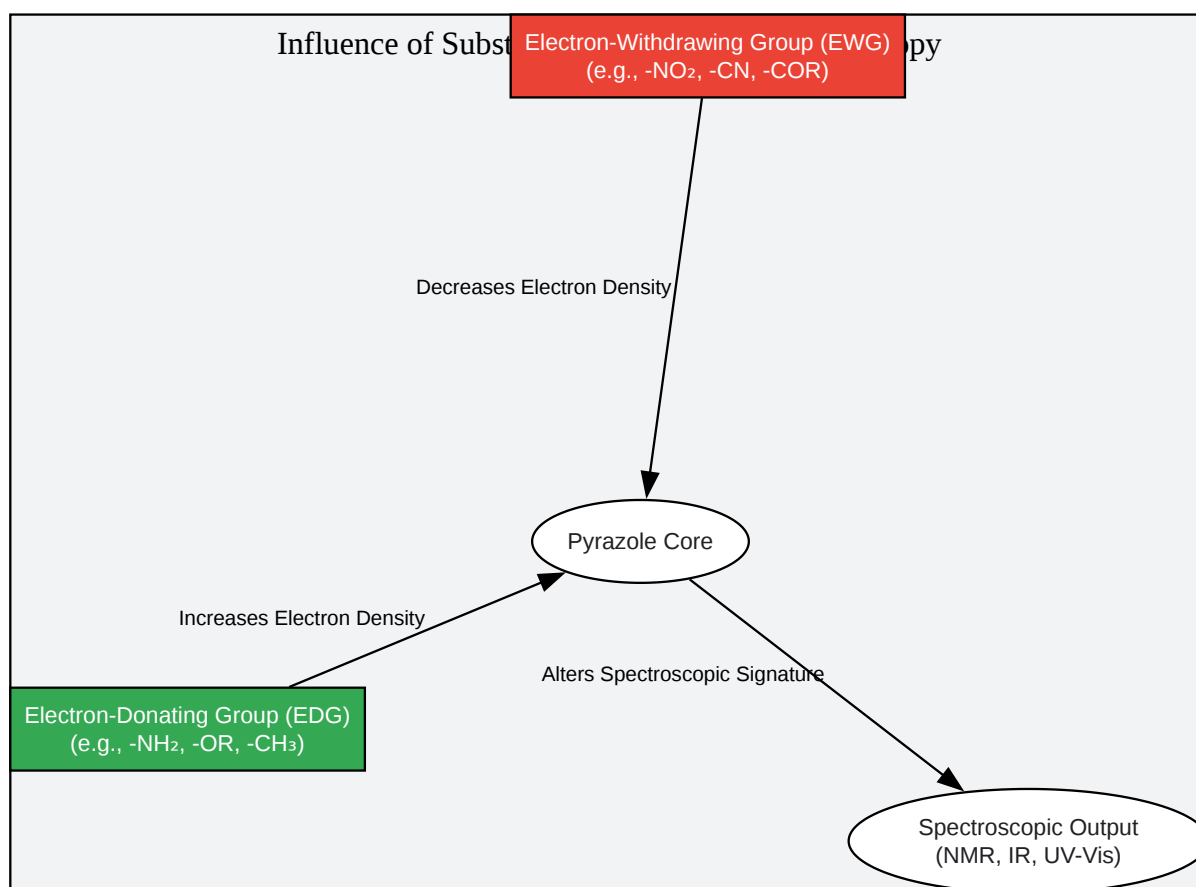 Influence of Subst
opy
Electron-Withdrawing Group (EWG)
(e.g., -NO₂, -CN, -COR)
Decreases Electron Density
Pyrazole Core
Increases Electron Density
Alters Spectroscopic Signature
Electron-Donating Group (EDG)
(e.g., -NH₂, -OR, -CH₃)
Spectroscopic Output
(NMR, IR, UV-Vis)